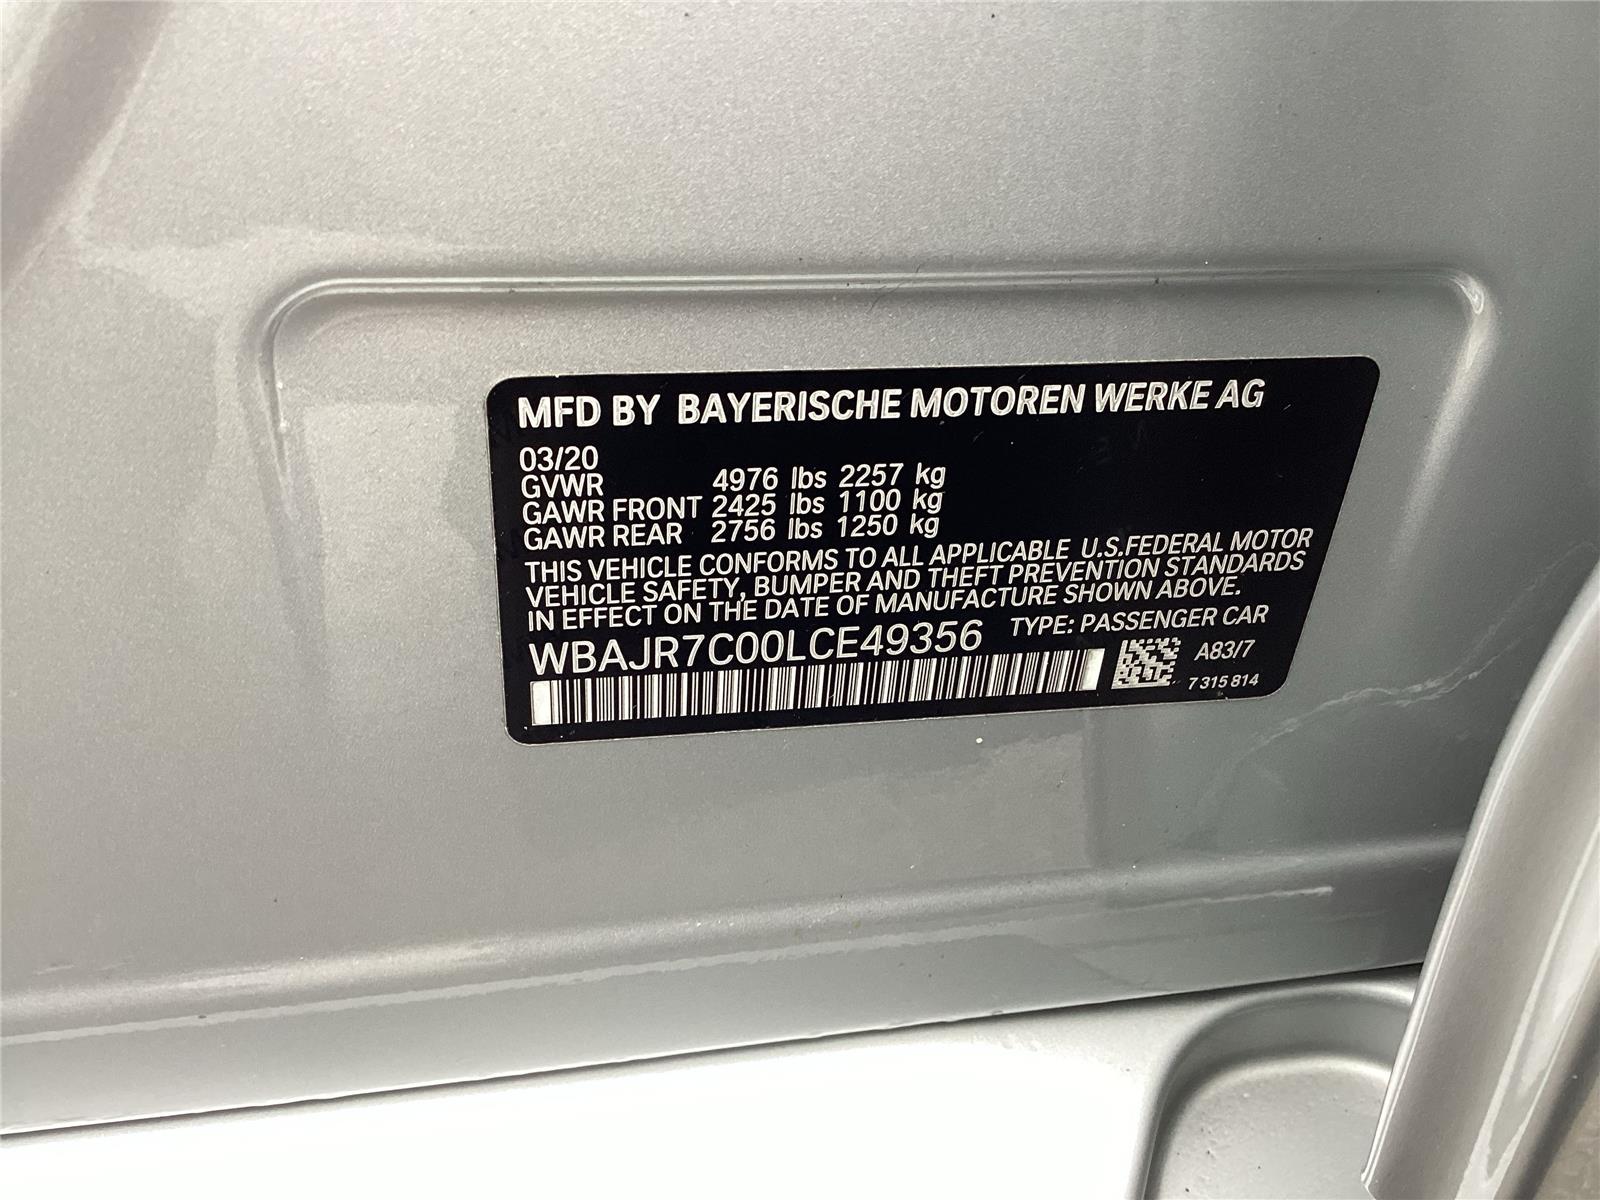 MFD BY BAYERISCHE MOTOREN WERKE AG
03/20
GVWR 4976 lbs 2257 kg
GAWR FRONT 2425 lbs 1100 kg
GAWR REAR 2756 lbs 1250 kg
THIS VEHICLE CONFORMS TO ALL APPLICABLE U.S.FEDERAL MOTOR
VEHICLE SAFETY, BUMPER AND THEFT PREVENTION STANDARDS
IN EFFECT ON THE DATE OF MANUFACTURE SHOWN ABOVE.
WBAJR7C00LCE49356 TYPE: PASSENGER CAR
A83/7
7 315 814